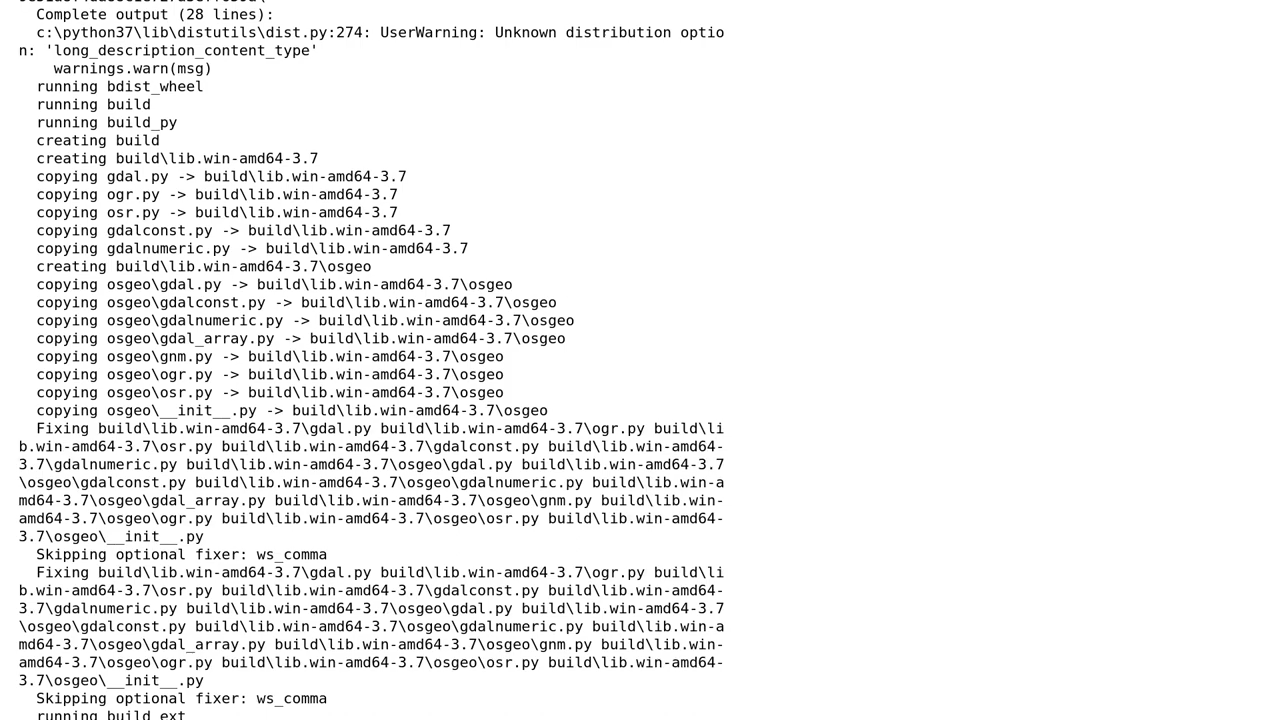 Complete output (28 lines):
c:\python37\lib\distutils\dist.py:274: UserWarning: Unknown distribution optio
n: 'long_description_content_type'
warnings.warn(msg)
running bdist_wheel
running build
running build_py
creating build
creating build\lib.win-amd64-3.7
copying gdal.py -> build\lib.win-amd64-3.7
copying ogr.py -> build\lib.win-amd64-3.7
copying osr.py -> build\lib.win-amd64-3.7
copying gdalconst.py -> build\lib.win-amd64-3.7
copying gdalnumeric.py -> build\lib.win-amd64-3.7
creating build\lib.win-amd64-3.7\osgeo
copying osgeo\gdal.py -> build\lib.win-amd64-3.7\osgeo
copying osgeo\gdalconst.py -> build\lib.win-amd64-3.7\osgeo
copying osgeo\gdalnumeric.py -> build\lib.win-amd64-3.7\osgeo
copying osgeo\gdal_array.py -> build\lib.win-amd64-3.7\osgeo
copying osgeo\gnm.py -> build\lib.win-amd64-3.7\osgeo
copying osgeo\ogr.py -> build\lib.win-amd64-3.7\osgeo
copying osgeo\osr.py -> build\lib.win-amd64-3.7\osgeo
copying osgeo\__init__.py -> build\lib.win-amd64-3.7\osgeo
Fixing build\lib.win-amd64-3.7\gdal.py build\lib.win-amd64-3.7\ogr.py build\li
b.win-amd64-3.7\osr.py build\lib.win-amd64-3.7\gdalconst.py build\lib.win-amd64-
3.7\gdalnumeric.py build\lib.win-amd64-3.7\osgeo\gdal.py build\lib.win-amd64-3.7
\osgeo\gdalconst.py build\lib.win-amd64-3.7\osgeo\gdalnumeric.py build\lib.win-a
md64-3.7\osgeo\gdal_array.py build\lib.win-amd64-3.7\osgeo\gnm.py build\lib.win-
amd64-3.7\osgeo\ogr.py build\lib.win-amd64-3.7\osgeo\osr.py build\lib.win-amd64-
3.7\osgeo\__init__.py
Skipping optional fixer: ws_comma
Fixing build\lib.win-amd64-3.7\gdal.py build\lib.win-amd64-3.7\ogr.py build\li
b.win-amd64-3.7\osr.py build\lib.win-amd64-3.7\gdalconst.py build\lib.win-amd64-
3.7\gdalnumeric.py build\lib.win-amd64-3.7\osgeo\gdal.py build\lib.win-amd64-3.7
\osgeo\gdalconst.py build\lib.win-amd64-3.7\osgeo\gdalnumeric.py build\lib.win-a
md64-3.7\osgeo\gdal_array.py build\lib.win-amd64-3.7\osgeo\gnm.py build\lib.win-
amd64-3.7\osgeo\ogr.py build\lib.win-amd64-3.7\osgeo\osr.py build\lib.win-amd64-
3.7\osgeo\__init__.py
Skipping optional fixer: ws_comma
running build_ext